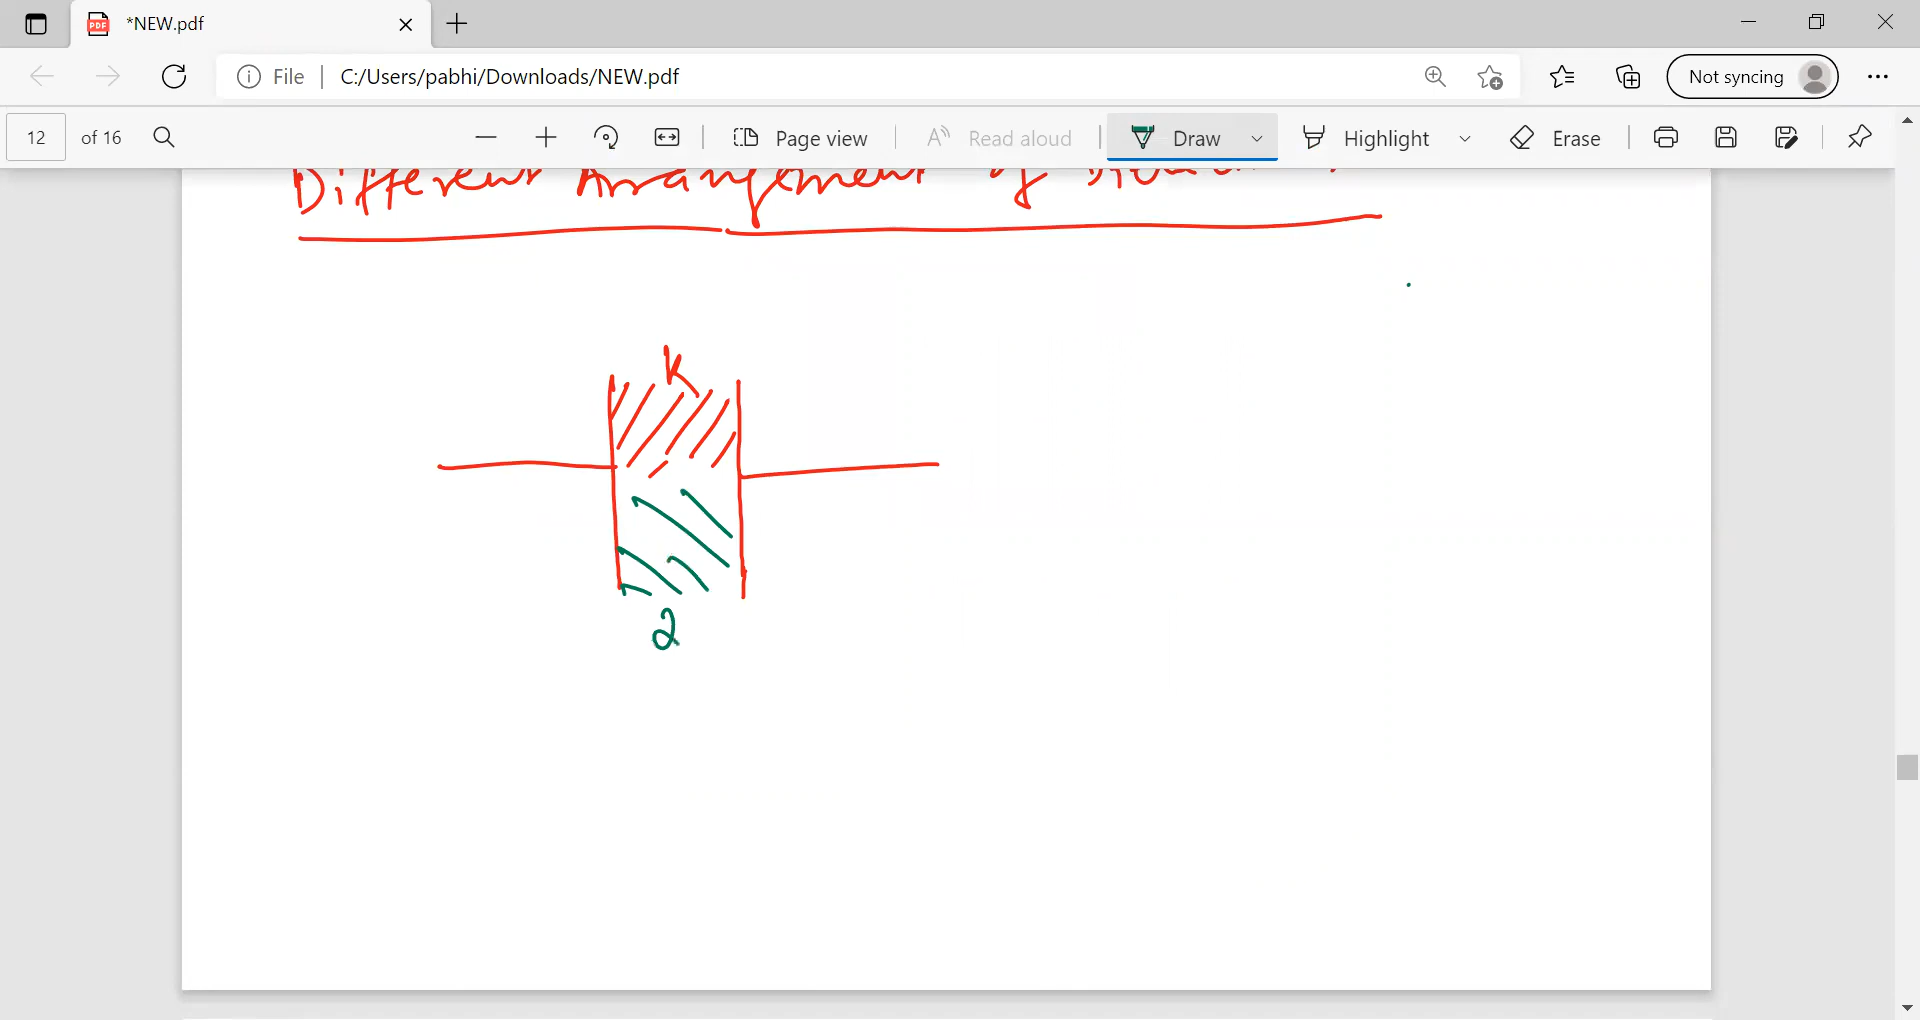 *NEW.pdf
File
C:/Users/pabhi/Downloads/NEW.pdf
Not syncing
12 of 16
Page view
Read aloud
Draw
Highlight
Erase
Different Arrangement of
K
2